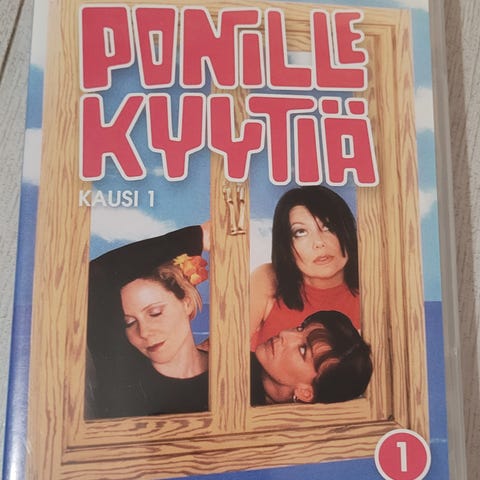 PONILLE
KYYTIÄ
KAUSI 1
1